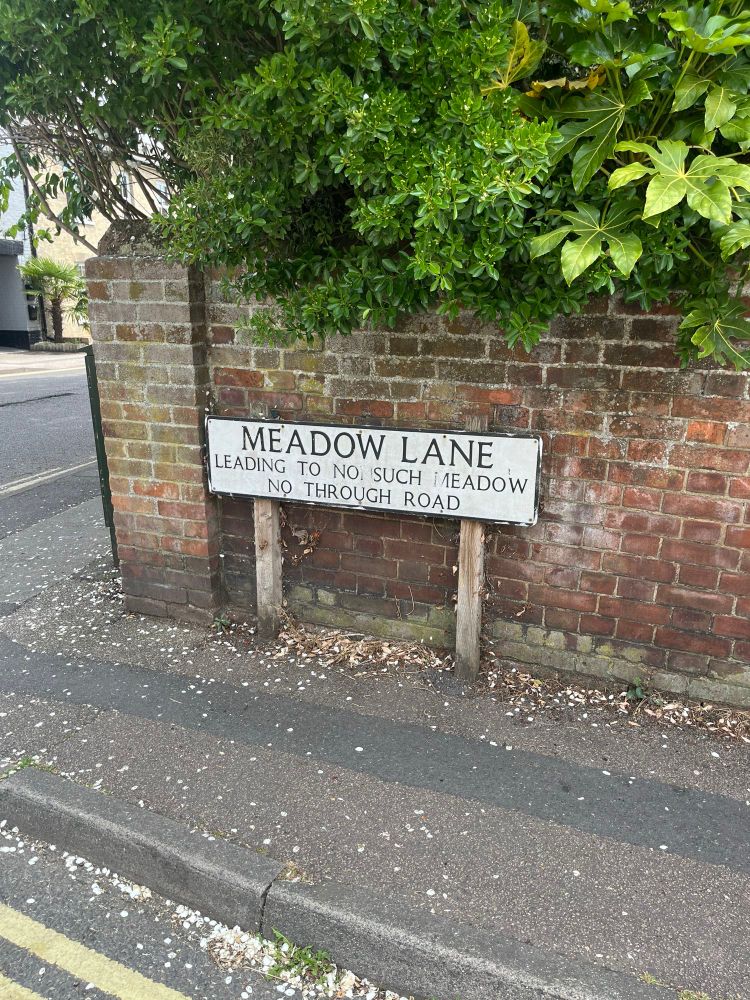 MEADOW LANE
LEADING TO NO SUCH MEADOW
NO THROUGH ROAD